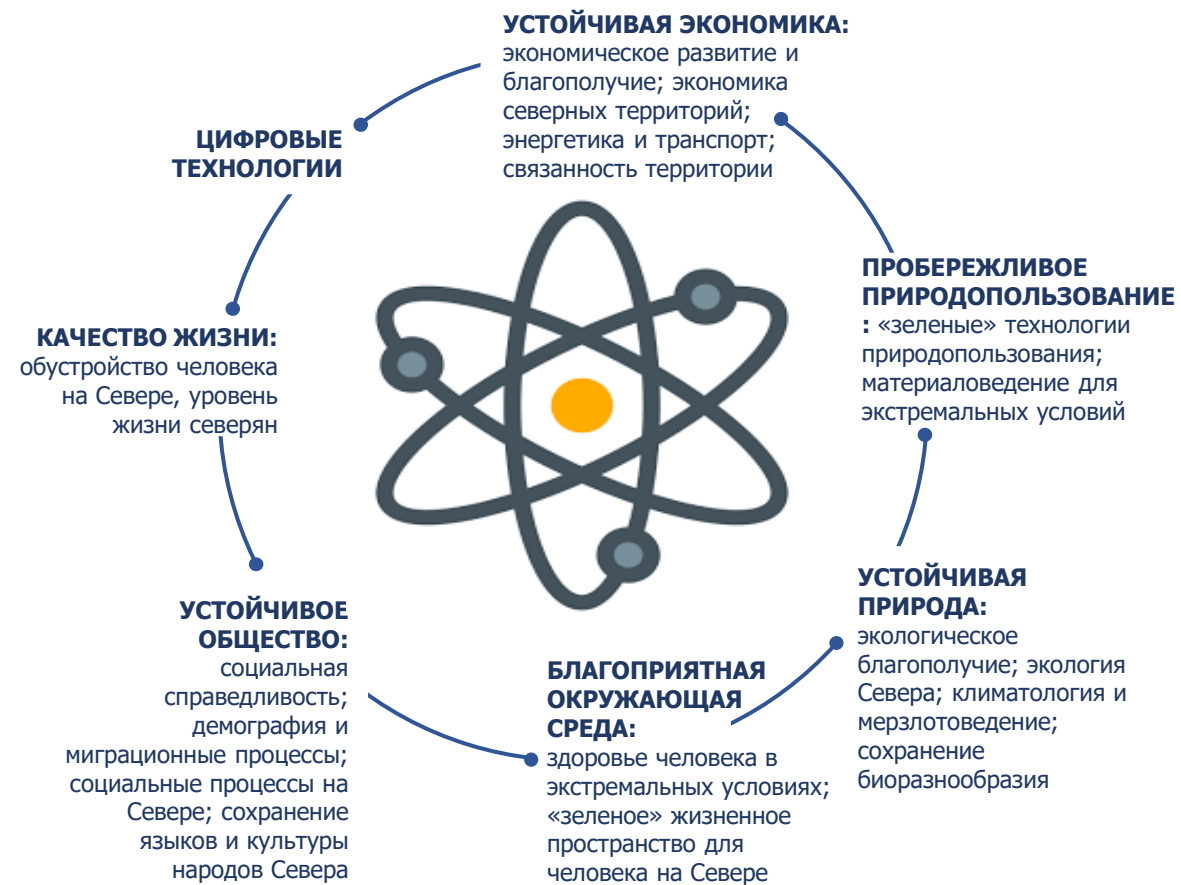 УСТОЙЧИВАЯ ЭКОНОМИКА:
экономическое развитие и
благополучие; экономика
северных территорий;
энергетика и транспорт;
связанность территории
ЦИФРОВЫЕ
ТЕХНОЛОГИИ
ПРОБЕРЕЖЛИВОЕ
ПРИРОДОПОЛЬЗОВАНИЕ
: «зеленые» технологии
природопользования;
материаловедение для
экстремальных условий
КАЧЕСТВО ЖИЗНИ:
обустройство человека
на Севере, уровень
жизни северян
УСТОЙЧИВАЯ
ПРИРОДА:
экологическое
благополучие; экология
Севера; климатология и
мерзлотоведение;
сохранение
биоразнообразия
УСТОЙЧИВОЕ
ОБЩЕСТВО:
социальная
справедливость;
демография и
миграционные процессы;
социальные процессы на
Севере; сохранение
языков и культуры
народов Севера
БЛАГОПРИЯТНАЯ
ОКРУЖАЮЩАЯ
СРЕДА:
здоровье человека в
экстремальных условиях;
«зеленое» жизненное
пространство для
человека на Севере